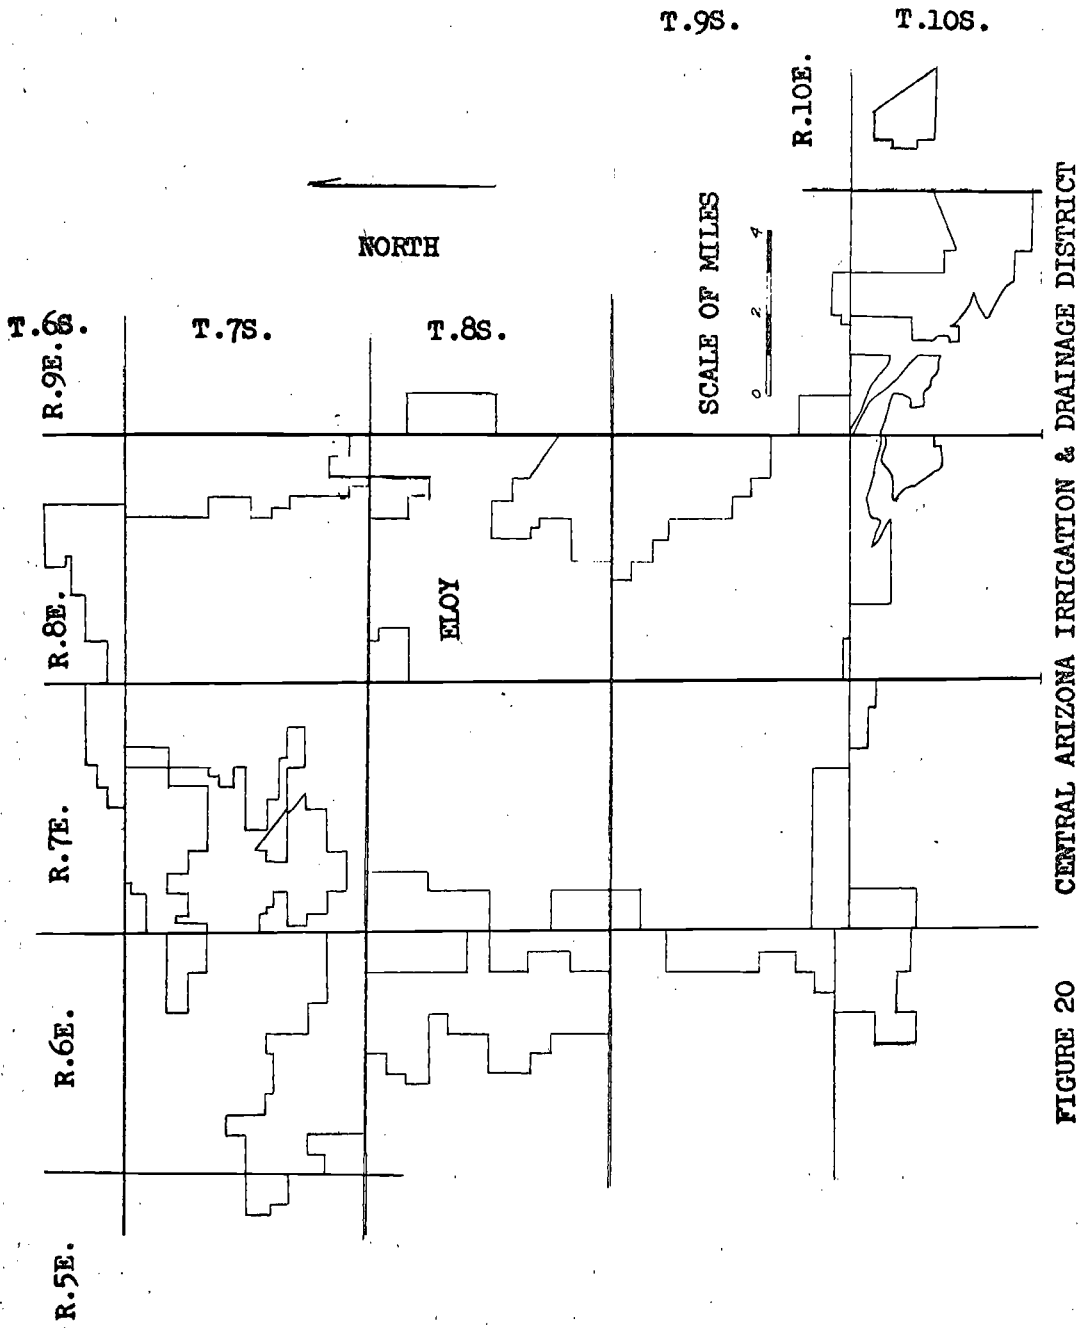 T.9S.
T.10S.
R.10E.
NORTH
SCALE OF MILES
0 2 4
T.6S.
T.7S.
T.8S.
R.9E.
R.8E.
ELOY
R.7E.
R.6E.
R.5E.
FIGURE 20 CENTRAL ARIZONA IRRIGATION & DRAINAGE DISTRICT